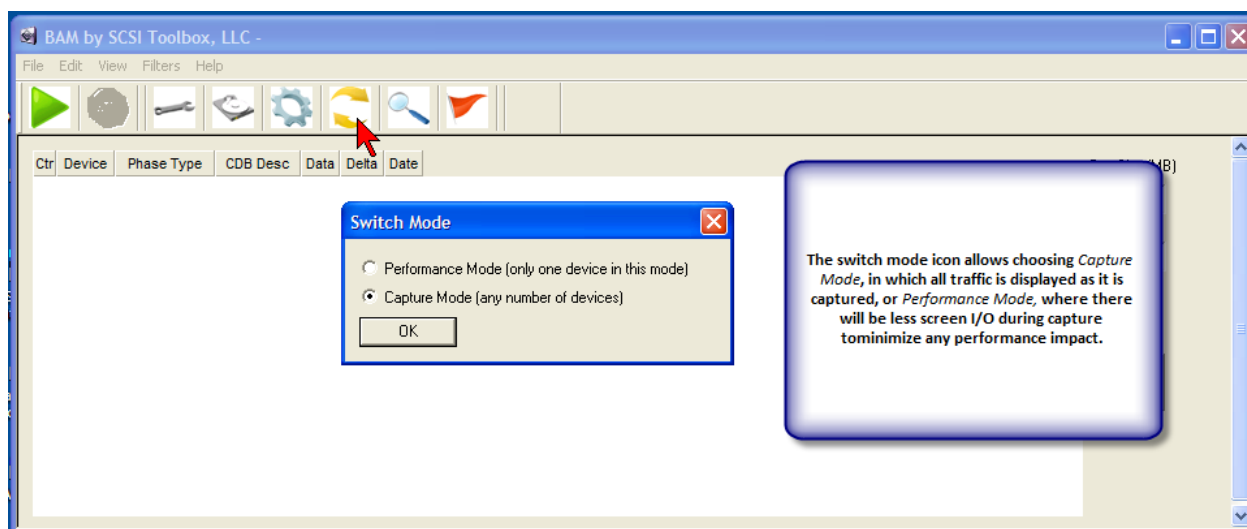 BAM by SCSI Toolbox, LLC -
File Edit View Filters Help
Ctr Device Phase Type CDB Desc Data Delta Date
Switch Mode
Performance Mode (only one device in this mode)
Capture Mode (any number of devices)
OK
The switch mode icon allows choosing Capture
Mode, in which all traffic is displayed as it is
captured, or Performance Mode, where there
will be less screen I/O during capture
tominimize any performance impact.